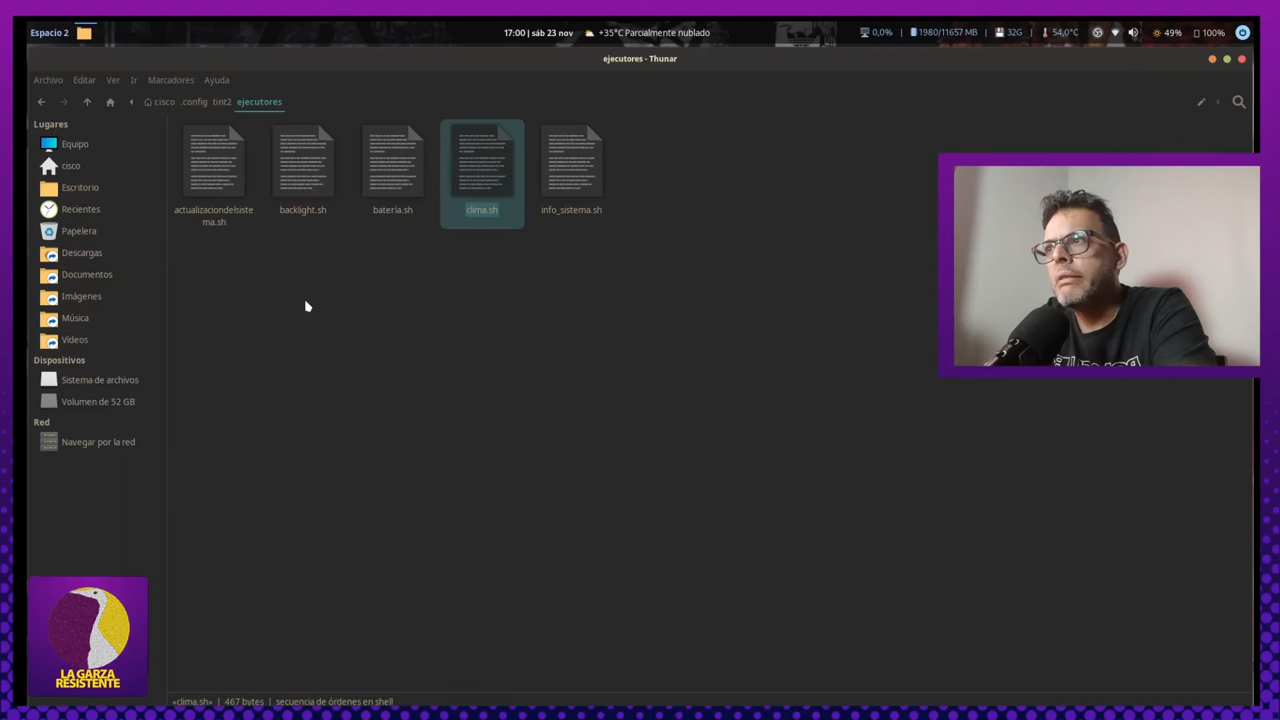 Espacio 2
17:00 | sáb 23 nov
+35°C Parcialmente nublado
0,0%
1980/11657 MB
32G
54,0°C
49%
100%
ejecutores - Thunar
Archivo Editar Ver Ir Marcadores Ayuda
cisco .config tint2 ejecutores
Lugares
Equipo
cisco
Escritorio
Recientes
Papelera
Descargas
Documentos
Imágenes
Música
Vídeos
Dispositivos
Sistema de archivos
Volumen de 52 GB
Red
Navegar por la red
actualizaciondelsiste
ma.sh
backlight.sh
batería.sh
clima.sh
info_sistema.sh
LA GARZA
RESISTENTE
«clima.sh» | 467 bytes | secuencia de órdenes en shell